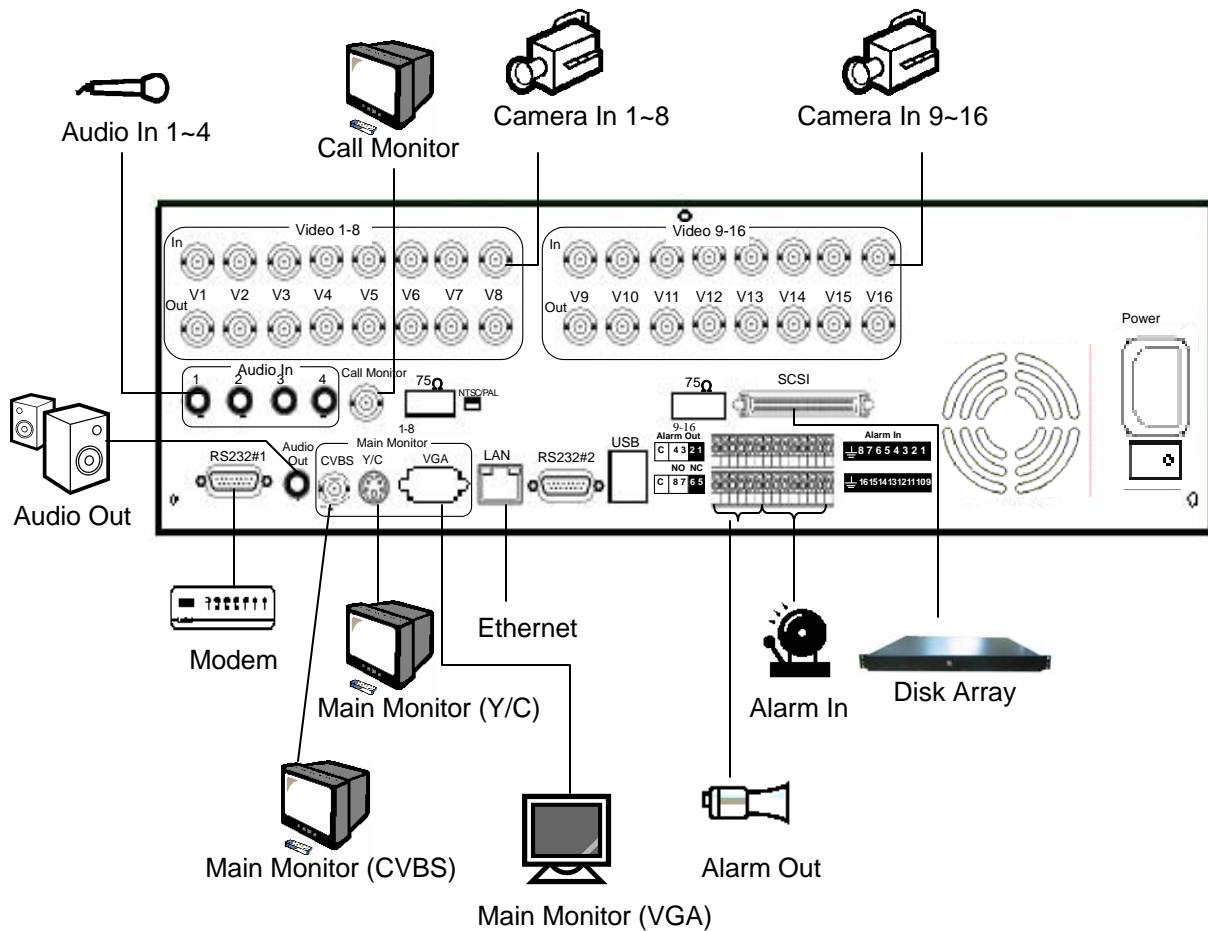 Audio In 1~4
Call Monitor
Camera In 1~8
Camera In 9~16
Video 1-8
Video 9-16
In
In
V1 V2 V3 V4 V5 V6 V7 V8
V9 V10 V11 V12 V13 V14 V15 V16
Out
Out
Power
Audio In
1 2 3 4
Call Monitor
75Ω
NTSC/PAL
1-8
75Ω
9-16
SCSI
RS232#1
Audio Out
Main Monitor
CVBS Y/C VGA
LAN
RS232#2
USB
Alarm Out
C 4 3 2 1
NO NC
C 8 7 6 5
Alarm In
8 7 6 5 4 3 2 1
16 15 14 13 12 11 10 9
Audio Out
Modem
Main Monitor (Y/C)
Ethernet
Alarm In
Disk Array
Main Monitor (CVBS)
Alarm Out
Main Monitor (VGA)